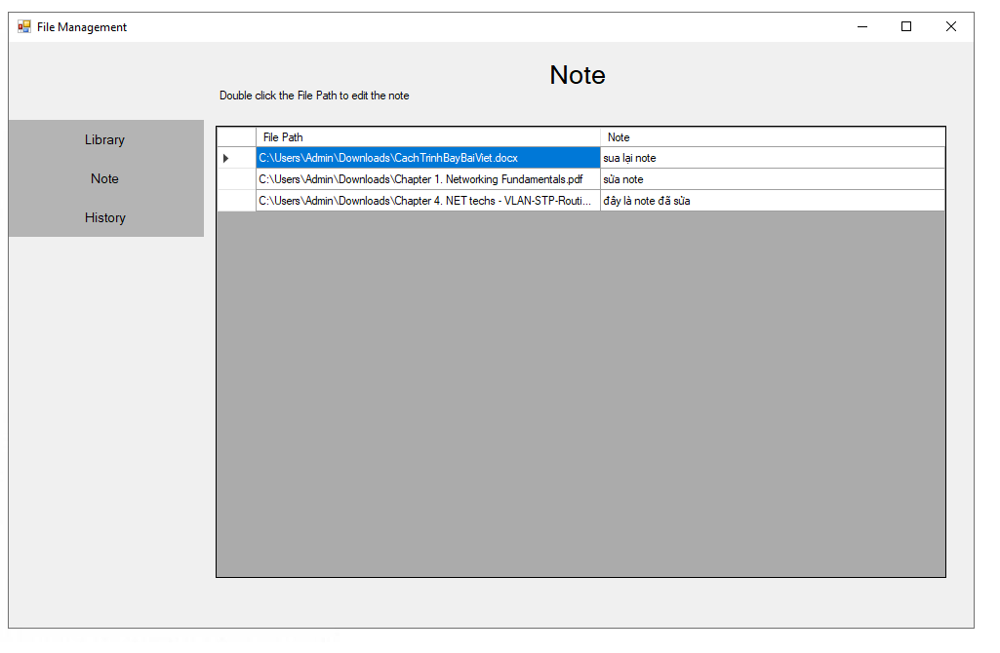 File Management
Note
Double click the File Path to edit the note
Library
Note
History
File Path Note
C:\Users\Admin\Downloads\CachTrinhBayBaiViet.docx sua lại note
C:\Users\Admin\Downloads\Chapter 1. Networking Fundamentals.pdf sửa note
C:\Users\Admin\Downloads\Chapter 4. NET techs - VLAN-STP-Routi... đây là note đã sửa